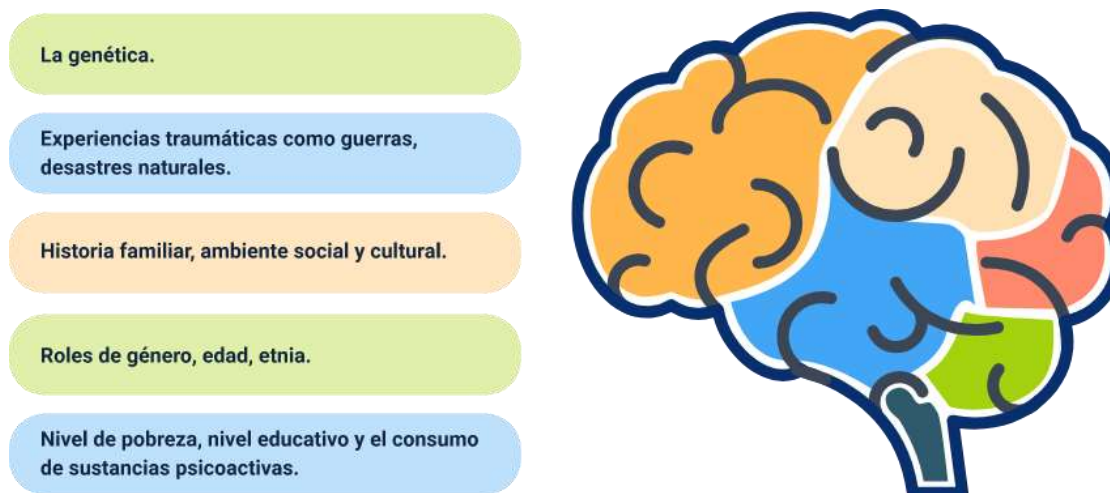 La genética.
Experiencias traumáticas como guerras,
desastres naturales.
Historia familiar, ambiente social y cultural.
Roles de género, edad, etnia.
Nivel de pobreza, nivel educativo y el consumo
de sustancias psicoactivas.